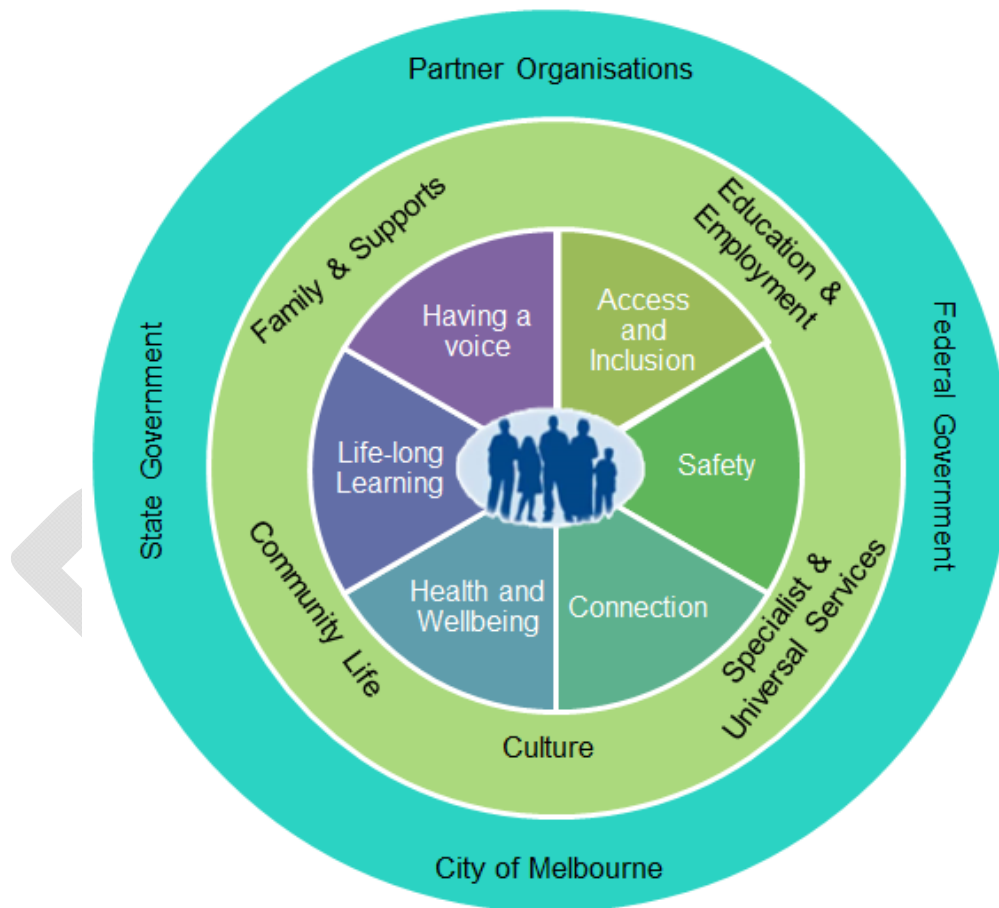 Partner Organisations
Family & Supports
Education &
Employment
State Government
Federal Government
Having a
voice
Access
and
Inclusion
Life-long
Learning
Safety
Health and
Wellbeing
Connection
Community Life
Specialist &
Universal Services
Culture
City of Melbourne